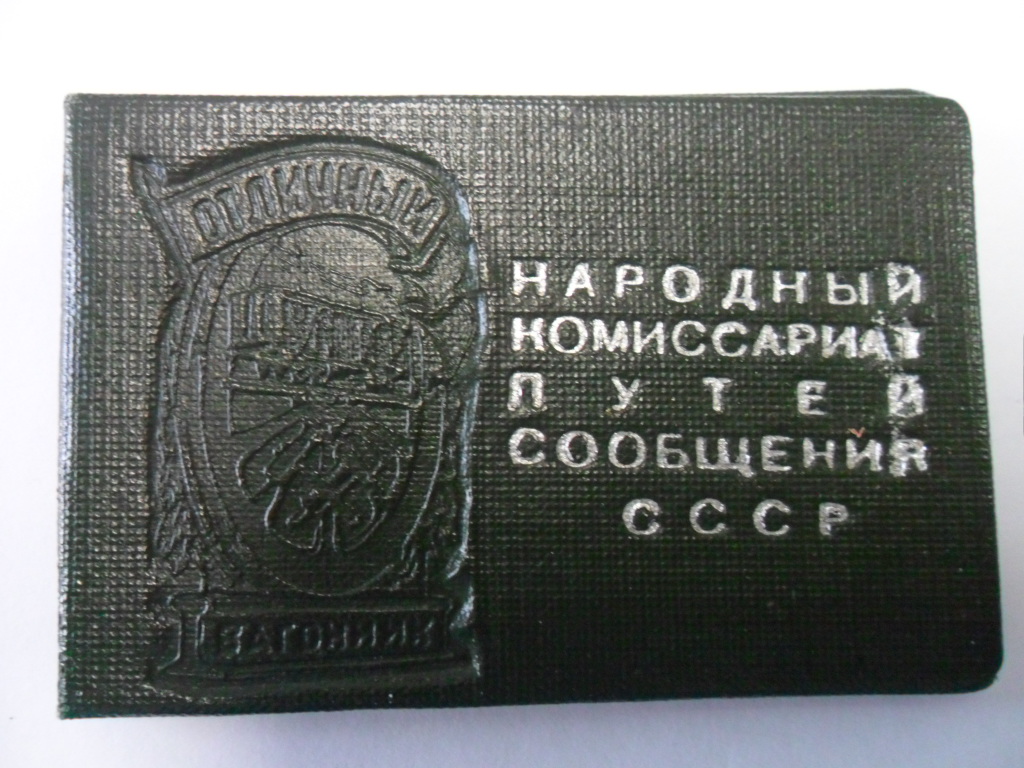 ОТЛИЧНЫЙ
ВАГОННИК
НАРОДНЫЙ
КОМИССАРИАТ
ПУТЕЙ
СООБЩЕНИЯ
СССР